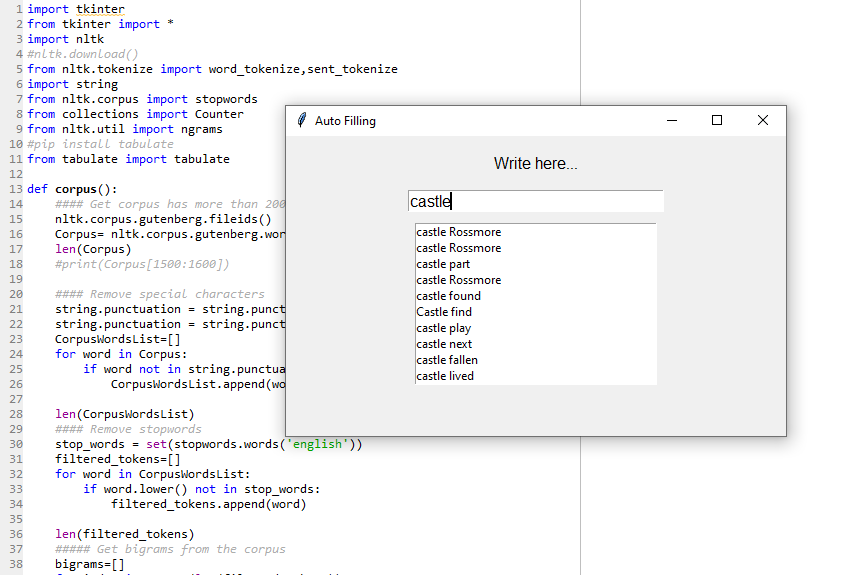 1 import tkinter
2 from tkinter import *
3 import nltk
4 #nltk.download()
5 from nltk.tokenize import word_tokenize,sent_tokenize
6 import string
7 from nltk.corpus import stopwords
8 from collections import Counter
9 from nltk.util import ngrams
10 #pip install tabulate
11 from tabulate import tabulate
12
13 def corpus():
14 #### Get corpus has more than 200
15 nltk.corpus.gutenberg.fileids()
16 Corpus= nltk.corpus.gutenberg.wor
17 len(Corpus)
18 #print(Corpus[1500:1600])
19
20 #### Remove special characters
21 string.punctuation = string.punct
22 string.punctuation = string.punct
23 CorpusWordsList=[]
24 for word in Corpus:
25 if word not in string.punctua
26 CorpusWordsList.append(wo
27
28 len(CorpusWordsList)
29 #### Remove stopwords
30 stop_words = set(stopwords.words('english'))
31 filtered_tokens=[]
32 for word in CorpusWordsList:
33 if word.lower() not in stop_words:
34 filtered_tokens.append(word)
35
36 len(filtered_tokens)
37 ##### Get bigrams from the corpus
38 bigrams=[]
Auto Filling
Write here...
castle
castle Rossmore
castle Rossmore
castle part
castle Rossmore
castle found
Castle find
castle play
castle next
castle fallen
castle lived